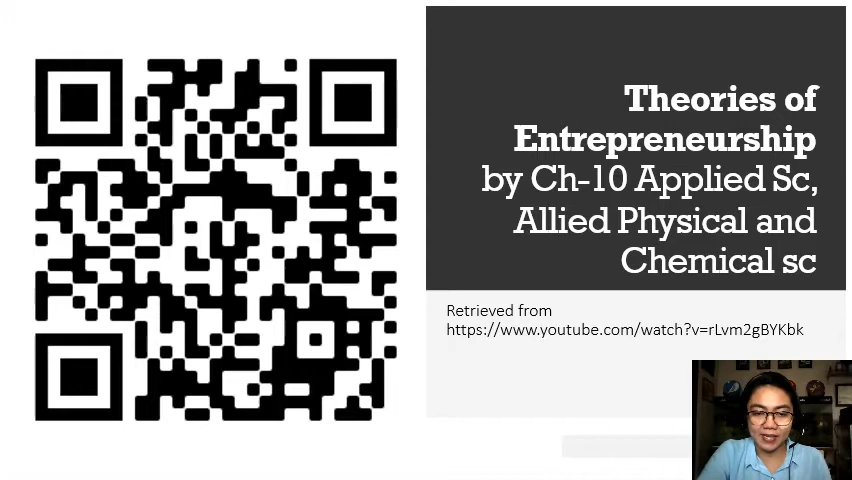 Theories of
Entrepreneurship
by Ch-10 Applied Sc,
Allied Physical and
Chemical sc
Retrieved from
https://www.youtube.com/watch?v=rLvm2gBYKbk